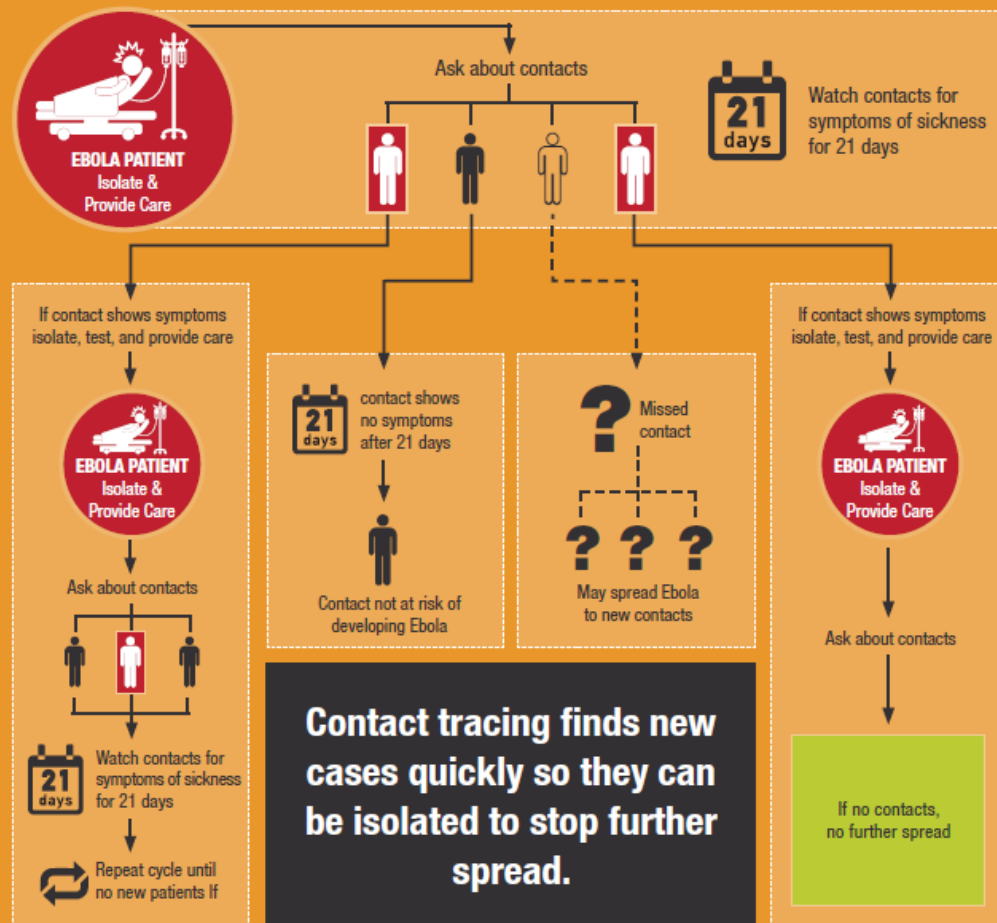 EBOLA PATIENT
Isolate &
Provide Care
Ask about contacts
21
days
Watch contacts for
symptoms of sickness
for 21 days
If contact shows symptoms
isolate, test, and provide care
EBOLA PATIENT
Isolate &
Provide Care
Ask about contacts
21
days
Watch contacts for
symptoms of sickness
for 21 days
Repeat cycle until
no new patients If
21
days
contact shows
no symptoms
after 21 days
Contact not at risk of
developing Ebola
?
Missed
contact
? ? ?
May spread Ebola
to new contacts
If contact shows symptoms
isolate, test, and provide care
EBOLA PATIENT
Isolate &
Provide Care
Ask about contacts
If no contacts,
no further spread
Contact tracing finds new
cases quickly so they can
be isolated to stop further
spread.